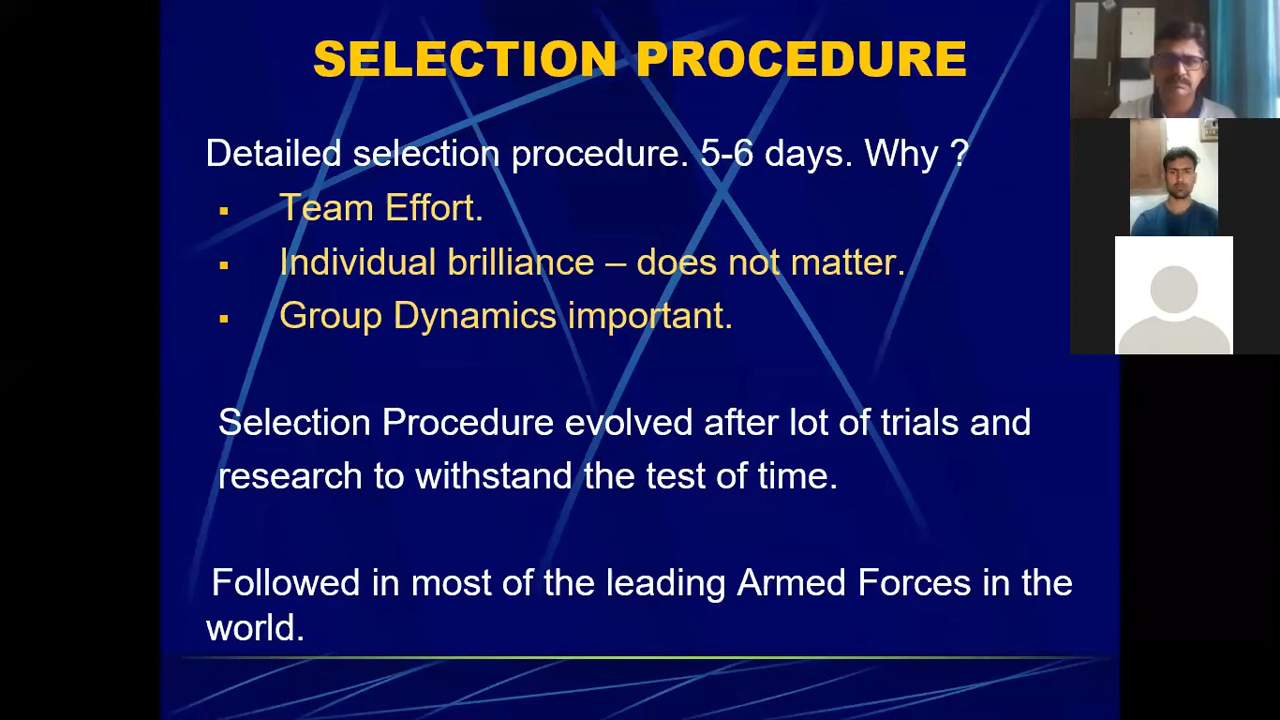 SELECTION PROCEDURE
Detailed selection procedure. 5-6 days. Why ?
▪ Team Effort.
▪ Individual brilliance – does not matter.
▪ Group Dynamics important.
Selection Procedure evolved after lot of trials and
research to withstand the test of time.
Followed in most of the leading Armed Forces in the
world.